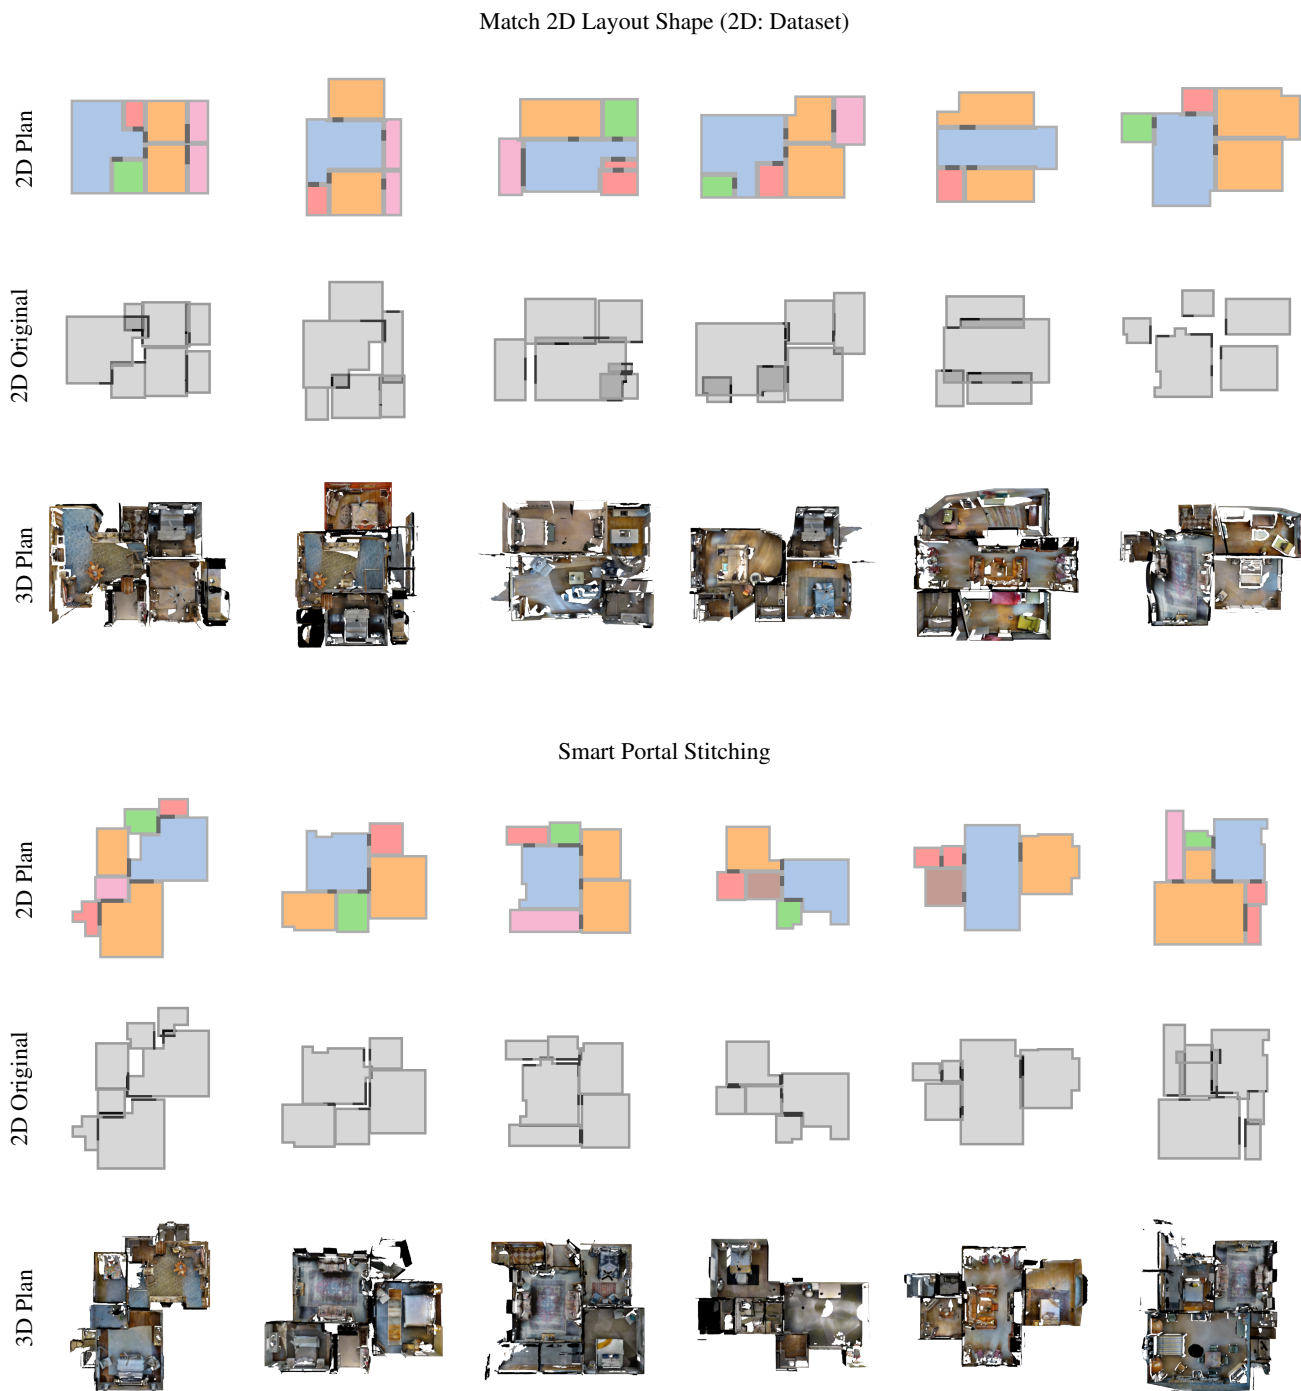 Match 2D Layout Shape (2D: Dataset)
2D Plan
2D Original
3D Plan
Smart Portal Stitching
2D Plan
2D Original
3D Plan